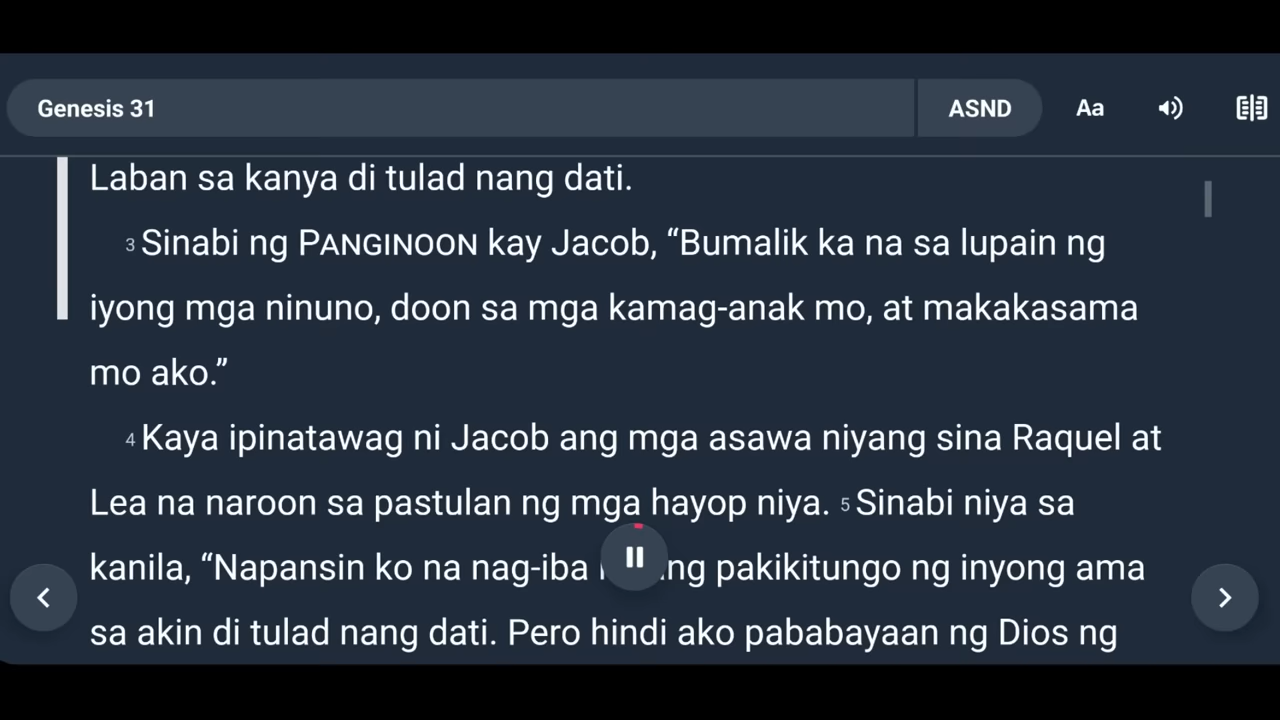 Genesis 31 ASND Aa
Laban sa kanya di tulad nang dati.
3 Sinabi ng PANGINOON kay Jacob, “Bumalik ka na sa lupain ng
iyong mga ninuno, doon sa mga kamag-anak mo, at makakasama
mo ako.”
4 Kaya ipinatawag ni Jacob ang mga asawa niyang sina Raquel at
Lea na naroon sa pastulan ng mga hayop niya. 5 Sinabi niya sa
kanila, “Napansin ko na nag-iba pakikitungo ng inyong ama
sa akin di tulad nang dati. Pero hindi ako pababayaan ng Dios ng